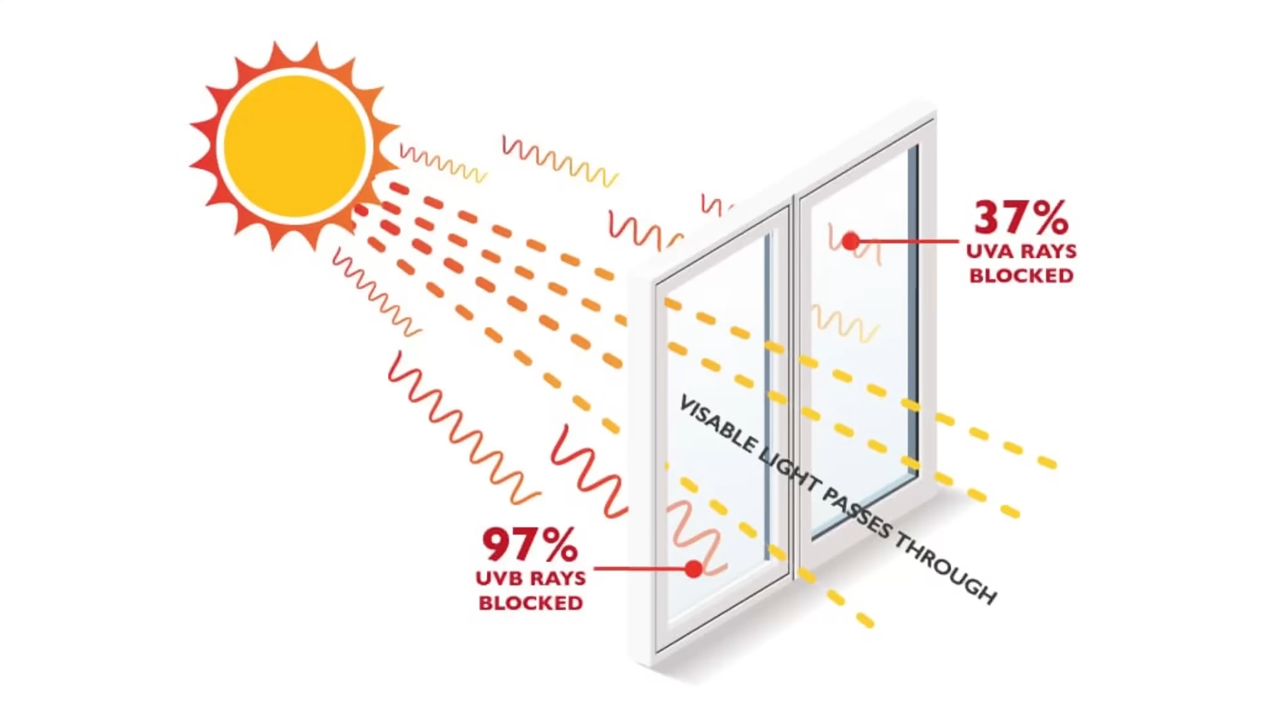 37%
UVA RAYS
BLOCKED
VISABLE LIGHT PASSES THROUGH
97%
UVB RAYS
BLOCKED